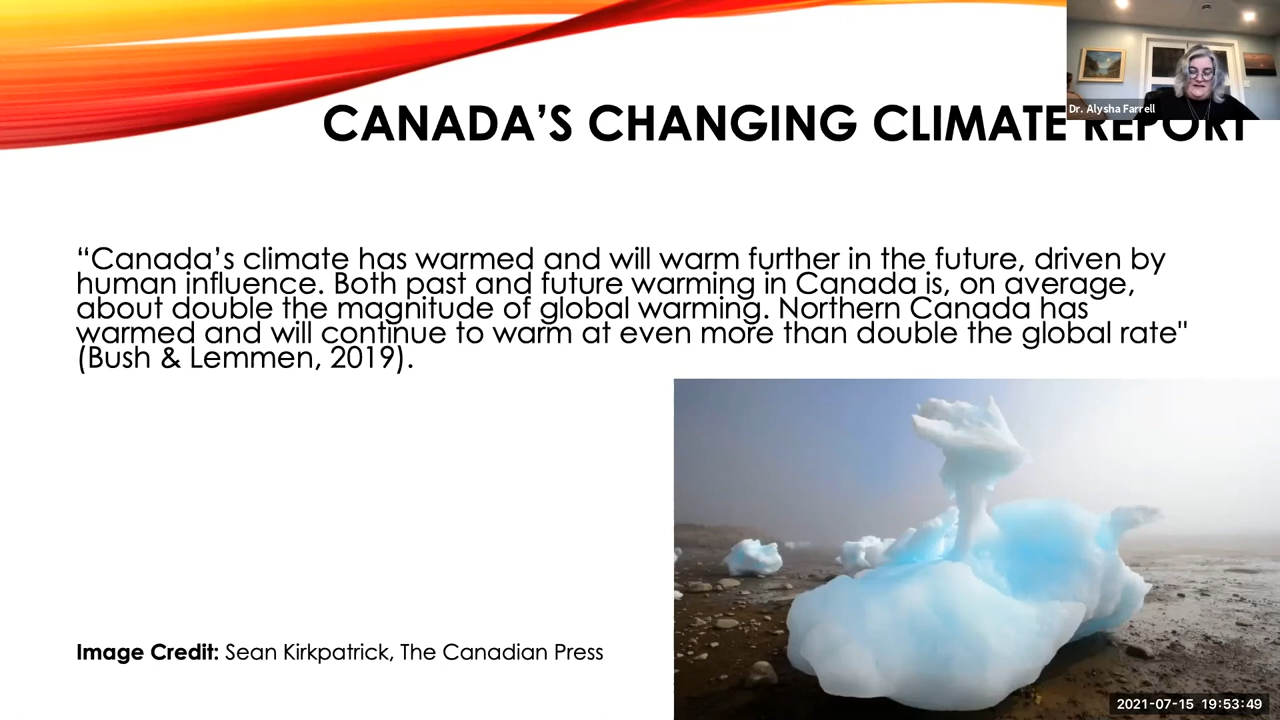 Dr. Alysha Farrell
CANADA’S CHANGING CLIMATE REPORT
“Canada’s climate has warmed and will warm further in the future, driven by
human influence. Both past and future warming in Canada is, on average,
about double the magnitude of global warming. Northern Canada has
warmed and will continue to warm at even more than double the global rate"
(Bush & Lemmen, 2019).
Image Credit: Sean Kirkpatrick, The Canadian Press
2021-07-15 19:53:49